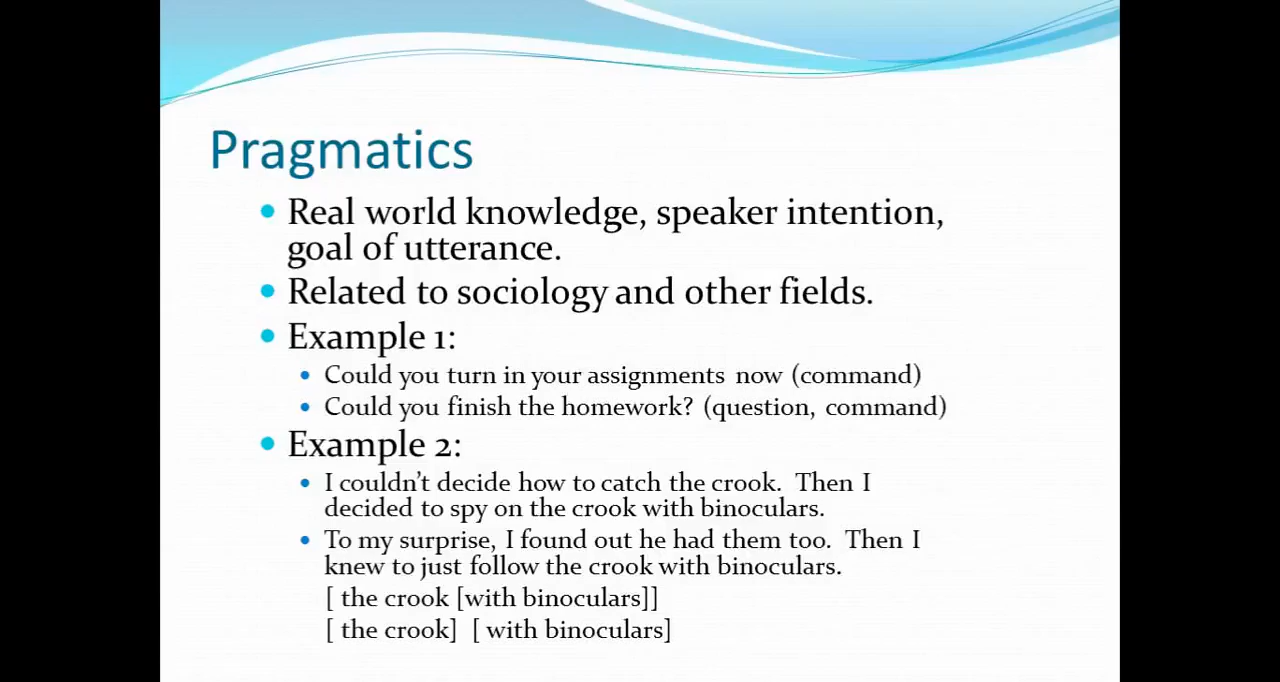 Pragmatics
Real world knowledge, speaker intention,
goal of utterance.
Related to sociology and other fields.
Example 1:
Could you turn in your assignments now (command)
Could you finish the homework? (question, command)
Example 2:
I couldn't decide how to catch the crook. Then I
decided to spy on the crook with binoculars.
To my surprise, I found out he had them too. Then I
knew to just follow the crook with binoculars.
[ the crook [with binoculars]]
[ the crook] [ with binoculars]